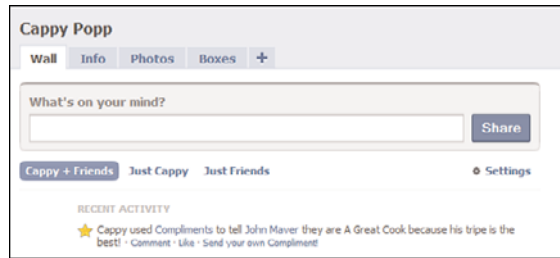 Cappy Popp
Wall Info Photos Boxes +
What's on your mind?
Share
Cappy + Friends Just Cappy Just Friends Settings
RECENT ACTIVITY
Cappy used Compliments to tell John Maver they are A Great Cook because his tripe is the
best! · Comment · Like · Send your own Compliment!